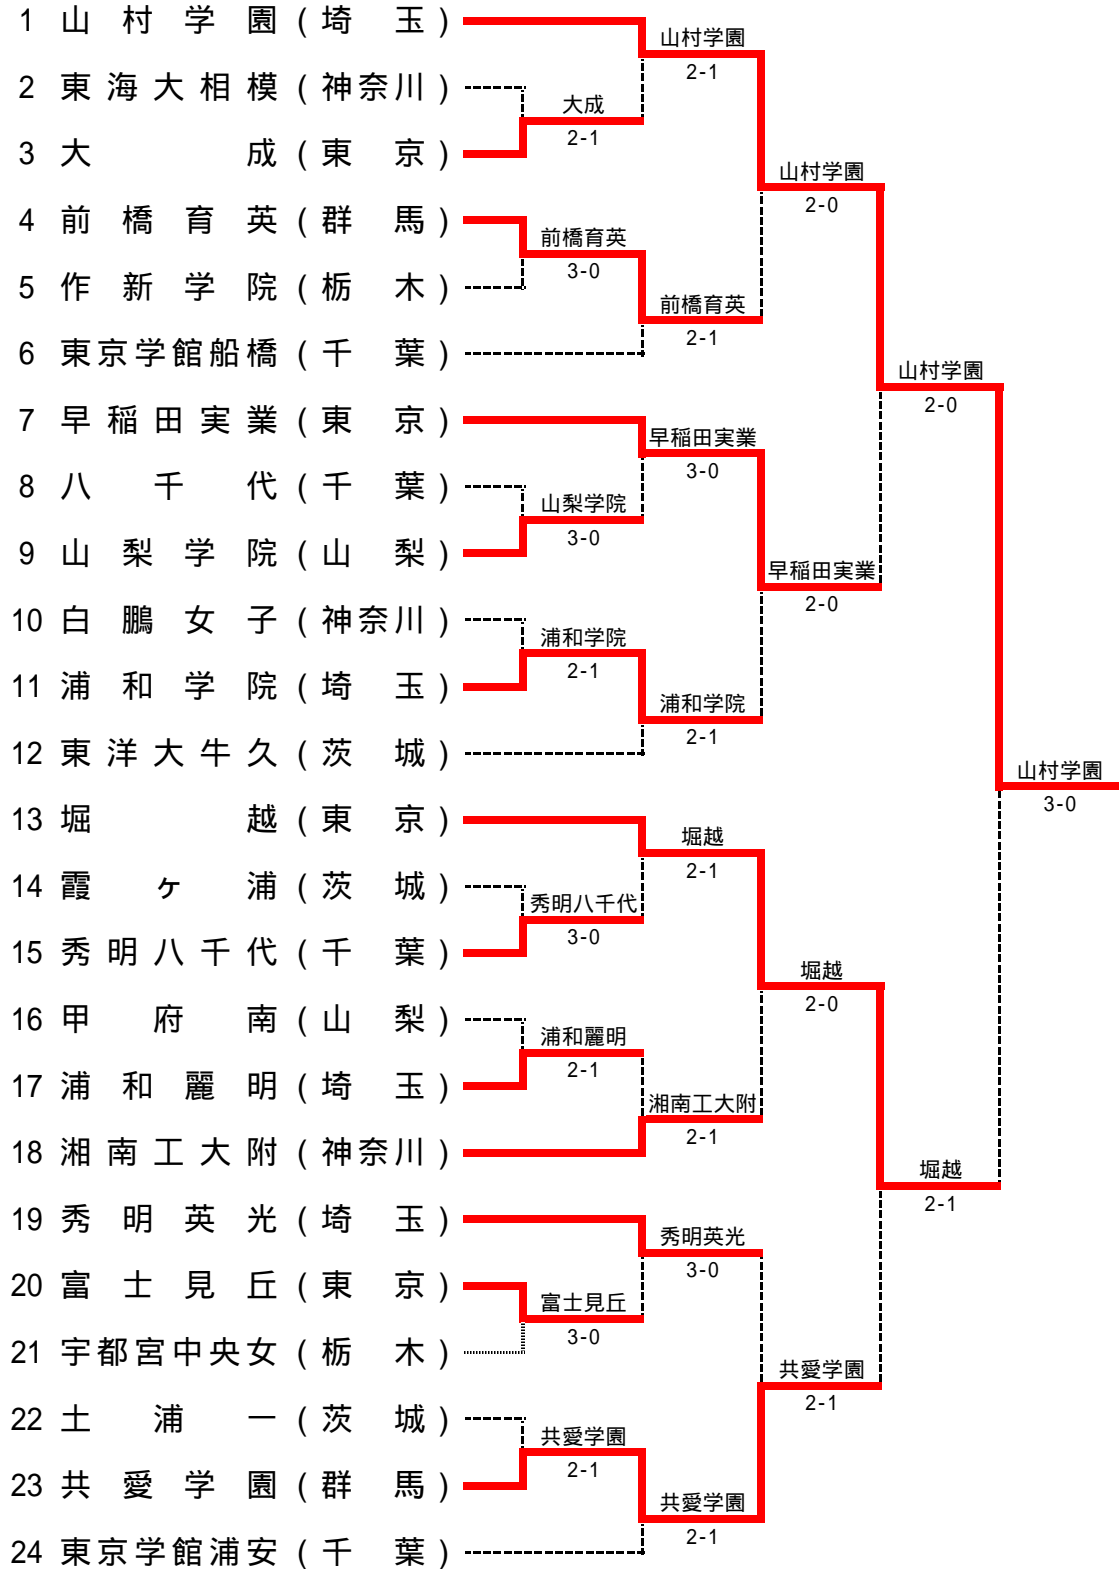 1 山村学園 (埼玉)
2 東海大相模 (神奈川)
3 大成 (東京)
4 前橋育英 (群馬)
5 作新学院 (栃木)
6 東京学館船橋 (千葉)
7 早稲田実業 (東京)
8 八千代 (千葉)
9 山梨学院 (山梨)
10 白鵬女子 (神奈川)
11 浦和学院 (埼玉)
12 東洋大牛久 (茨城)
13 堀越 (東京)
14 霞ヶ浦 (茨城)
15 秀明八千代 (千葉)
16 甲府南 (山梨)
17 浦和麗明 (埼玉)
18 湘南工大附 (神奈川)
19 秀明英光 (埼玉)
20 富士見丘 (東京)
21 宇都宮中央女 (栃木)
22 土浦一 (茨城)
23 共愛学園 (群馬)
24 東京学館浦安 (千葉)
大成
2-1
前橋育英
3-0
山梨学院
3-0
浦和学院
2-1
秀明八千代
3-0
浦和麗明
2-1
富士見丘
3-0
共愛学園
2-1
山村学園
2-1
前橋育英
2-1
早稲田実業
3-0
浦和学院
2-1
堀越
2-1
湘南工大附
2-1
秀明英光
3-0
共愛学園
2-1
山村学園
2-0
早稲田実業
2-0
堀越
2-0
共愛学園
2-1
山村学園
2-0
堀越
2-1
山村学園
3-0